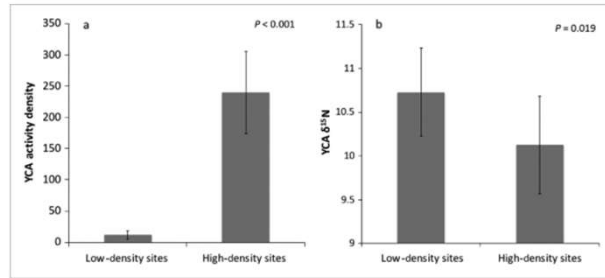 a
P < 0.001
350
300
250
200
150
100
50
0
YCA activity density
Low-density sites High-density sites
b
P = 0.019
11.5
11
10.5
10
9.5
9
YCA δ¹⁵N
Low-density sites High-density sites